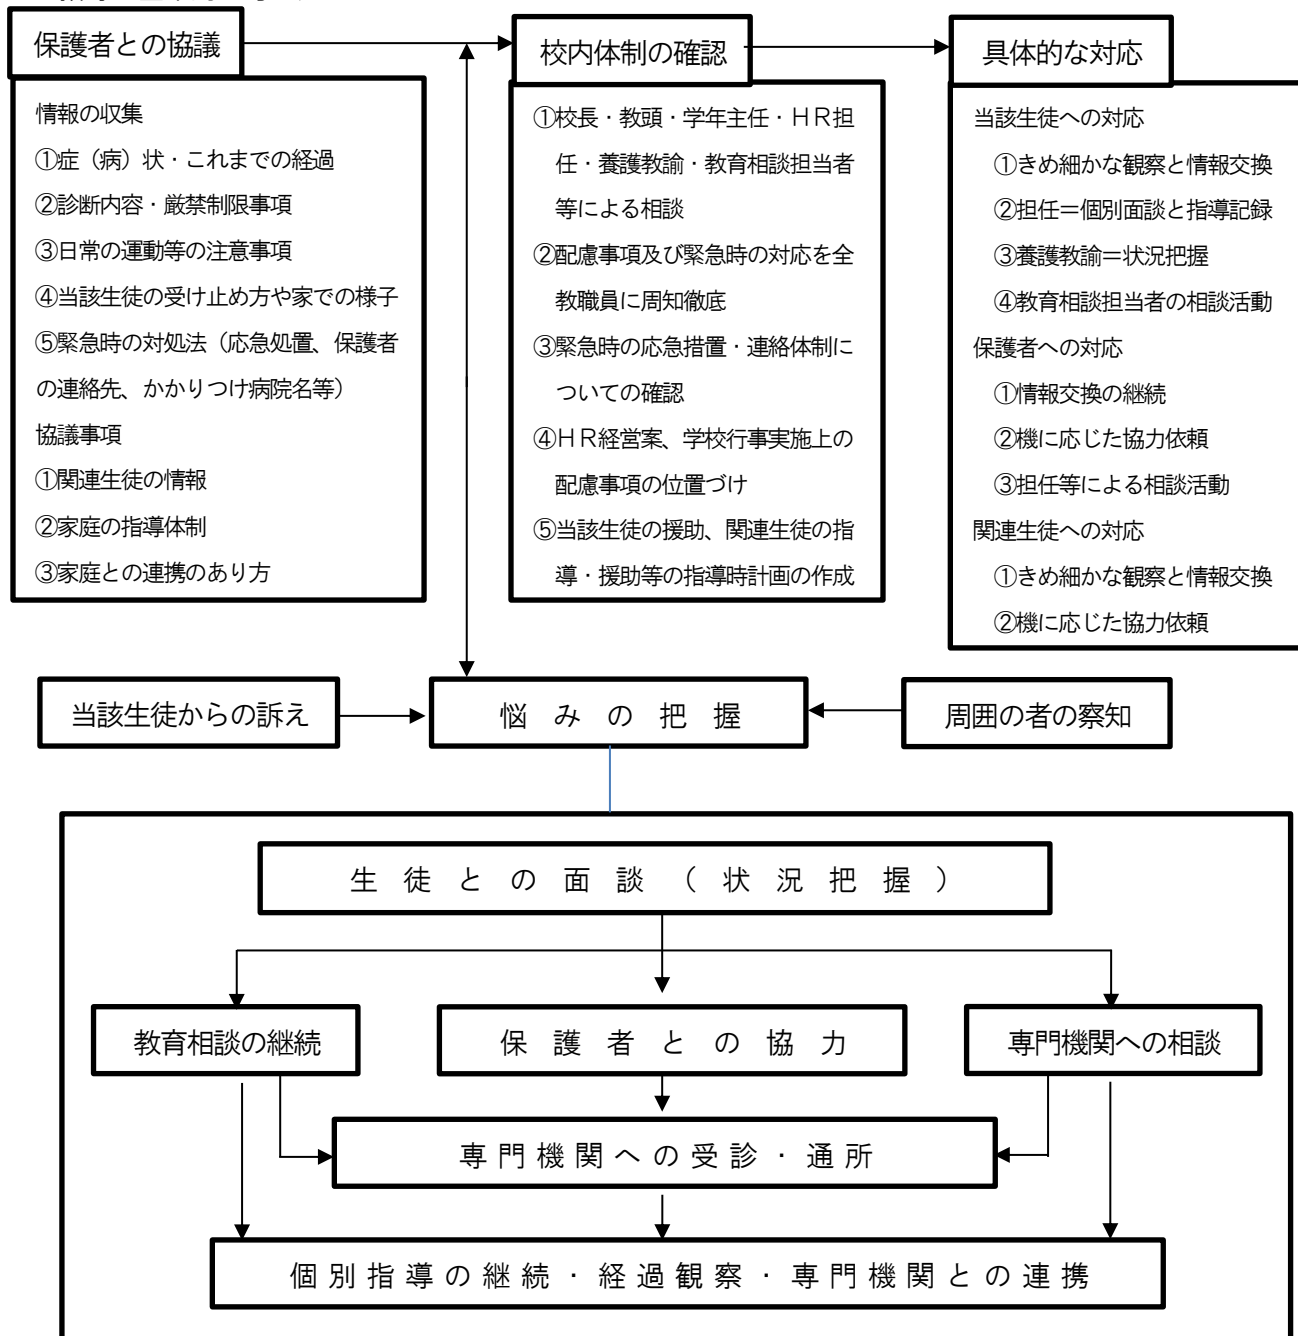 保護者との協議
情報の収集
①症（病）状・これまでの経過
②診断内容・厳禁制限事項
③日常の運動等の注意事項
④当該生徒の受け止め方や家での様子
⑤緊急時の対処法（応急処置、保護者
の連絡先、かかりつけ病院名等）
協議事項
①関連生徒の情報
②家庭の指導体制
③家庭との連携のあり方
校内体制の確認
①校長・教頭・学年主任・ＨＲ担
任・養護教諭・教育相談担当者
等による相談
②配慮事項及び緊急時の対応を全
教職員に周知徹底
③緊急時の応急措置・連絡体制に
ついての確認
④ＨＲ経営案、学校行事実施上の
配慮事項の位置づけ
⑤当該生徒の援助、関連生徒の指
導・援助等の指導時計画の作成
具体的な対応
当該生徒への対応
①きめ細かな観察と情報交換
②担任＝個別面談と指導記録
③養護教諭＝状況把握
④教育相談担当者の相談活動
保護者への対応
①情報交換の継続
②機に応じた協力依頼
③担任等による相談活動
関連生徒への対応
①きめ細かな観察と情報交換
②機に応じた協力依頼
当該生徒からの訴え
悩みの把握
周囲の者の察知
生徒との面談（状況把握）
教育相談の継続
保護者との協力
専門機関への相談
専門機関への受診・通所
個別指導の継続・経過観察・専門機関との連携